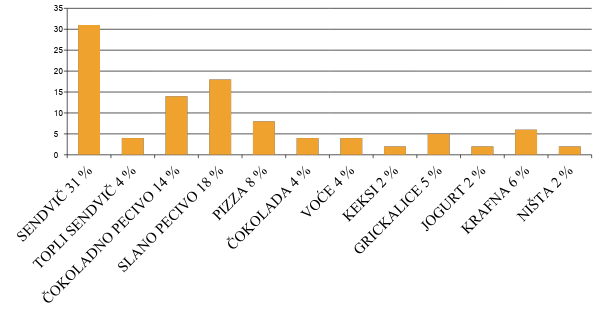 35
30
25
20
15
10
5
0
SENDVIČ 31 %
TOPLI SENDVIČ 4 %
ČOKOLADNO PECIVO 14 %
SLANO PECIVO 18 %
PIZZA 8 %
ČOKOLADA 4 %
VOĆE 4 %
KEKSI 2 %
GRICKALICE 5 %
JOGURT 2 %
KRAFNA 6 %
NIŠTA 2 %